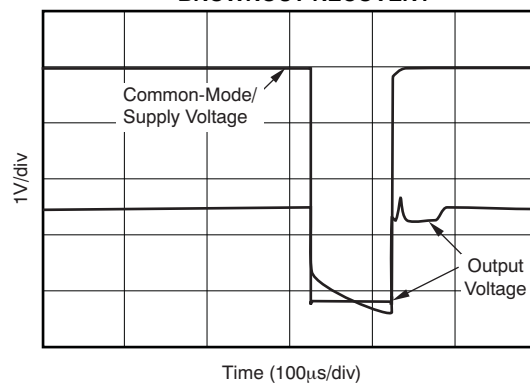 BROWNOUT RECOVERY
Common-Mode/
Supply Voltage
1V/div
Output
Voltage
Time (100μs/div)